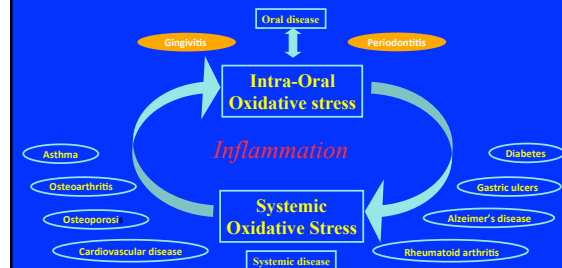 Oral disease
Gingivitis
Periodontitis
Intra-Oral
Oxidative stress
Inflammation
Asthma
Diabetes
Osteoarthritis
Gastric ulcers
Systemic
Oxidative Stress
Osteoporosis
Alzeimer's disease
Cardiovascular disease
Rheumatoid arthritis
Systemic disease